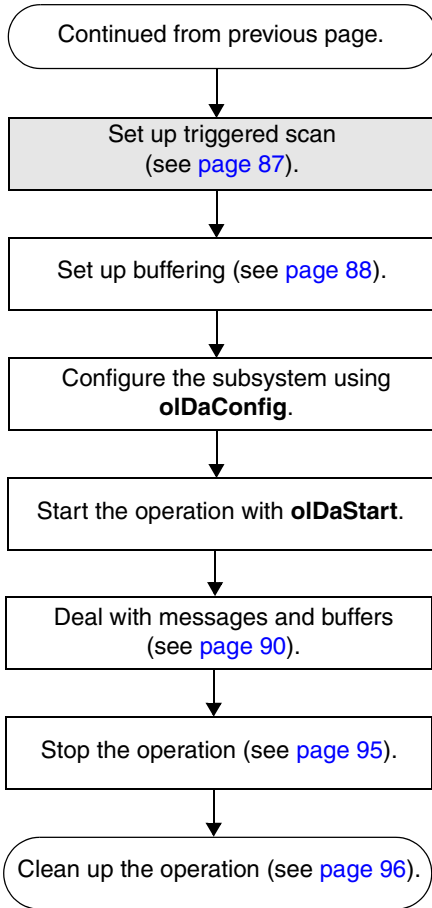 Continued from previous page.
Set up triggered scan
(see page 87).
Set up buffering (see page 88).
Configure the subsystem using
olDaConfig.
Start the operation with olDaStart.
Deal with messages and buffers
(see page 90).
Stop the operation (see page 95).
Clean up the operation (see page 96).